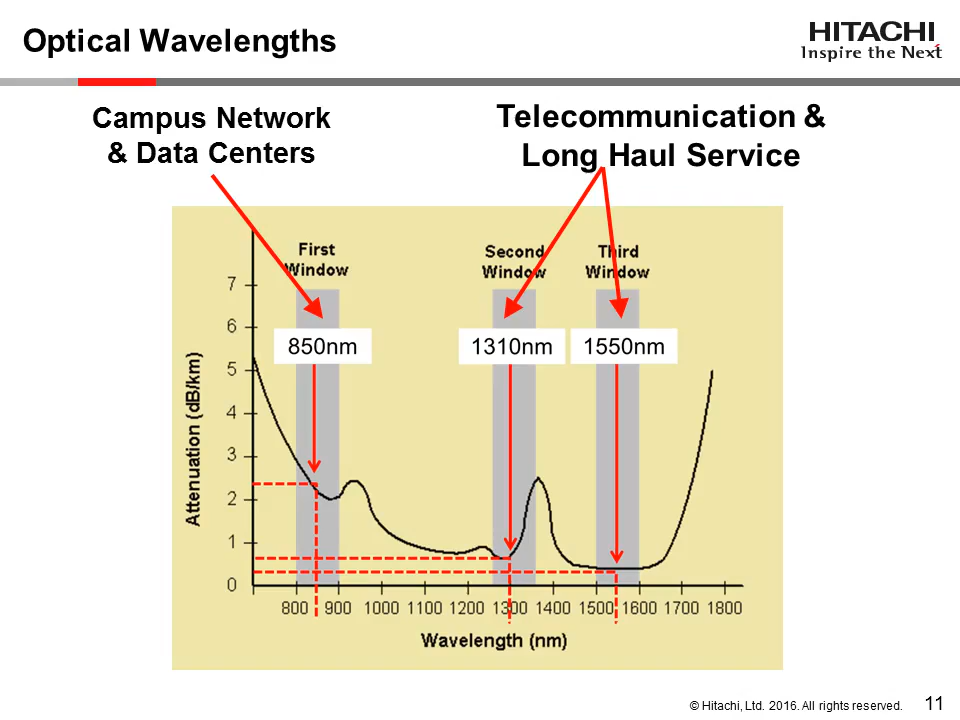 Optical Wavelengths
HITACHI
Inspire the Next
Campus Network
& Data Centers
Telecommunication &
Long Haul Service
First
Window
Second
Window
Third
Window
7
6
5
4
3
2
1
0
850nm
1310nm
1550nm
Attenuation (dB/km)
800 900 1000 1100 1200 1300 1400 1500 1600 1700 1800
Wavelength (nm)
© Hitachi, Ltd. 2016. All rights reserved.
11